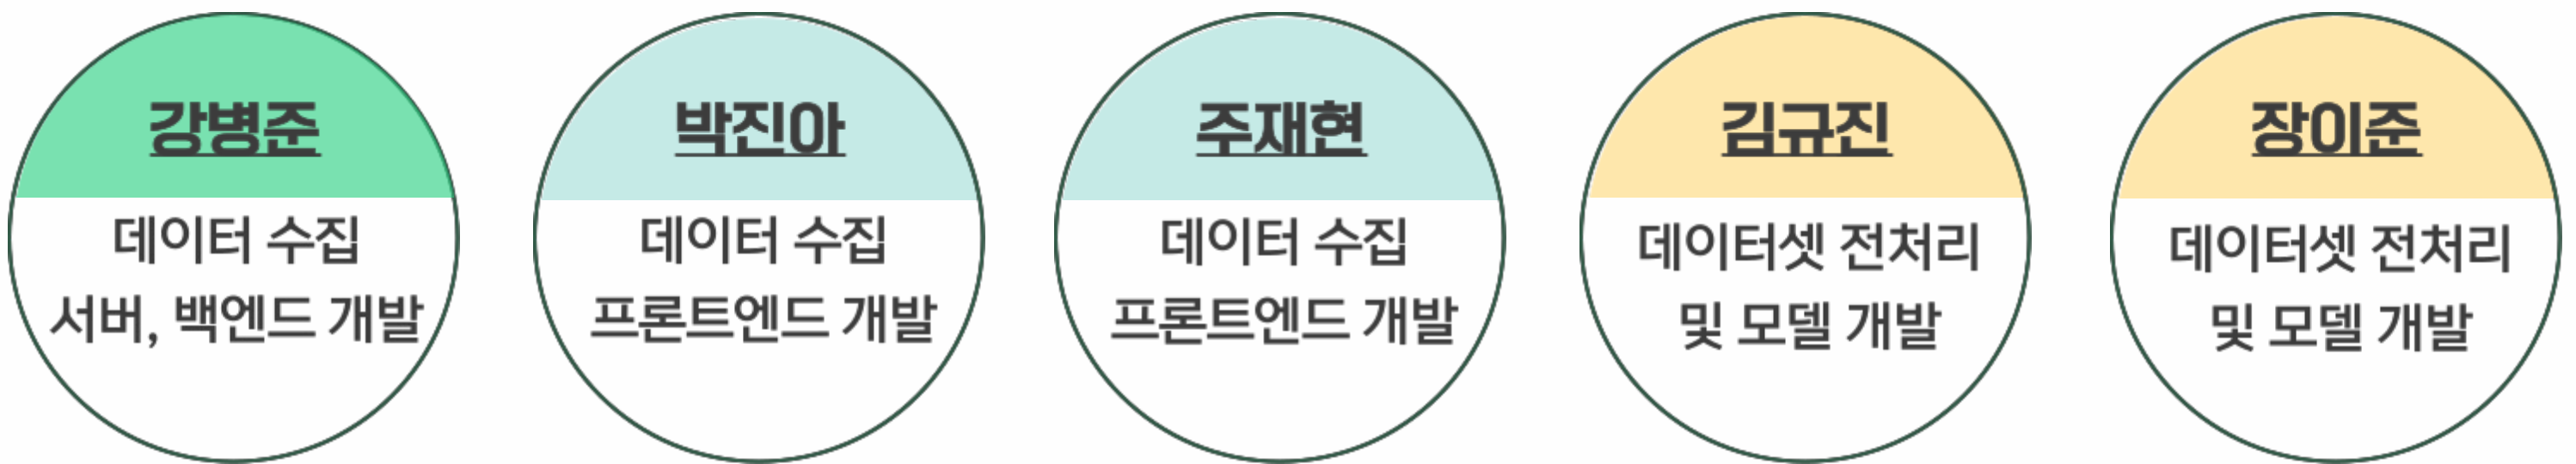 강병준
데이터 수집
서버, 백엔드 개발
박진아
데이터 수집
프론트엔드 개발
주재현
데이터 수집
프론트엔드 개발
김규진
데이터셋 전처리
및 모델 개발
장이준
데이터셋 전처리
및 모델 개발